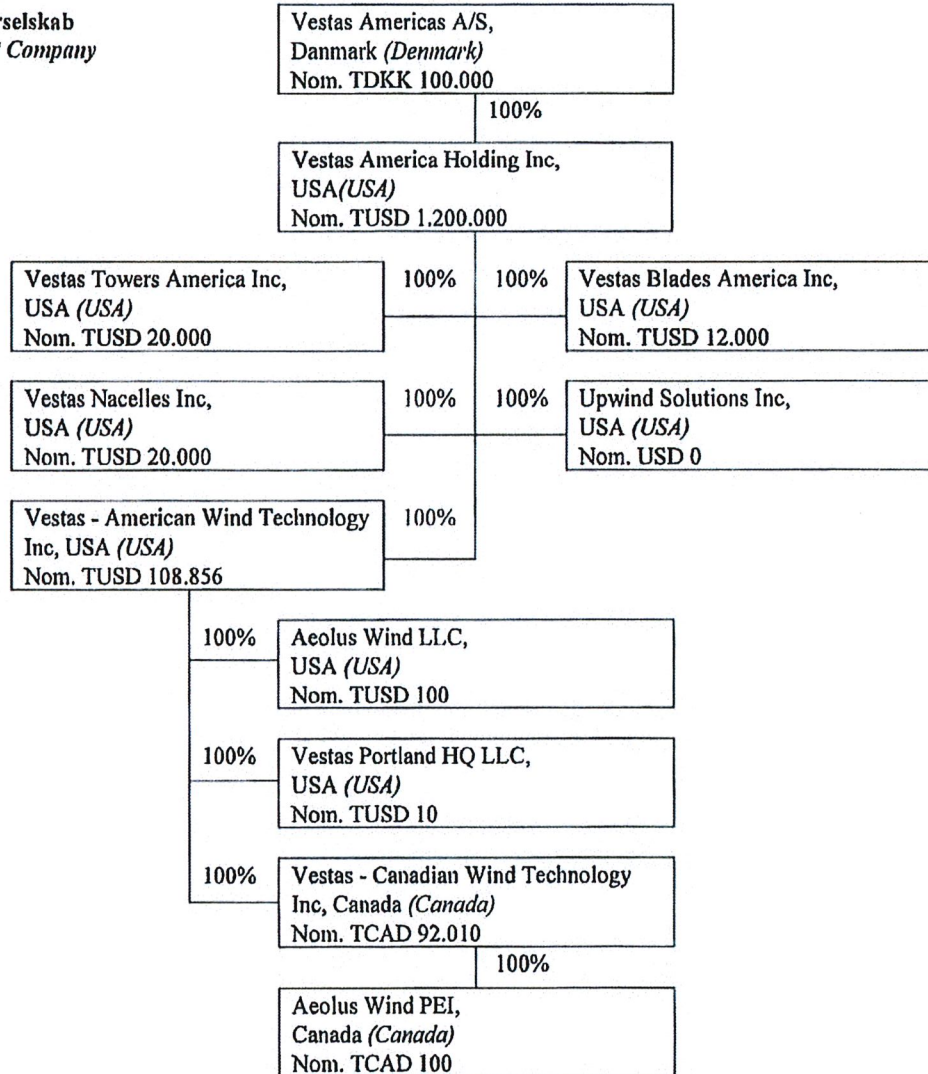 rselskab
Company
Vestas Americas A/S,
Danmark (Denmark)
Nom. TDKK 100.000
100%
Vestas America Holding Inc,
USA(USA)
Nom. TUSD 1.200.000
Vestas Towers America Inc,
USA (USA)
Nom. TUSD 20.000
100%
100%
Vestas Blades America Inc,
USA (USA)
Nom. TUSD 12.000
Vestas Nacelles Inc,
USA (USA)
Nom. TUSD 20.000
100%
100%
Upwind Solutions Inc,
USA (USA)
Nom. USD 0
Vestas - American Wind Technology
Inc, USA (USA)
Nom. TUSD 108.856
100%
100%
Aeolus Wind LLC,
USA (USA)
Nom. TUSD 100
100%
Vestas Portland HQ LLC,
USA (USA)
Nom. TUSD 10
100%
Vestas - Canadian Wind Technology
Inc, Canada (Canada)
Nom. TCAD 92.010
100%
Aeolus Wind PEI,
Canada (Canada)
Nom. TCAD 100